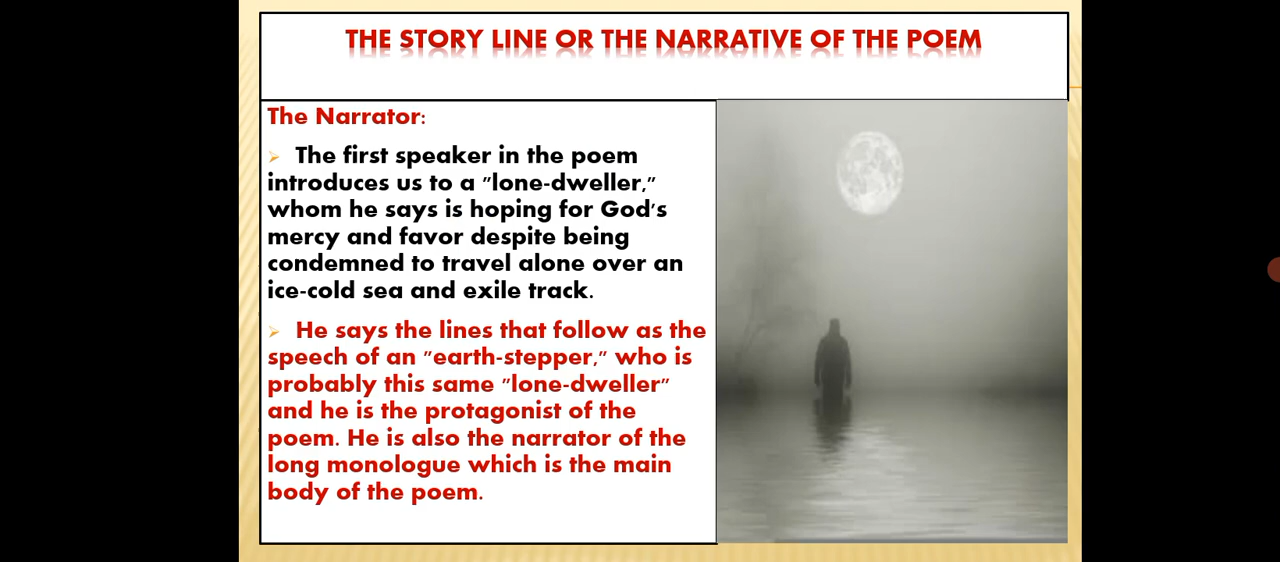 THE STORY LINE OR THE NARRATIVE OF THE POEM
The Narrator:
➢ The first speaker in the poem
introduces us to a "lone-dweller,"
whom he says is hoping for God's
mercy and favor despite being
condemned to travel alone over an
ice-cold sea and exile track.
➢ He says the lines that follow as the
speech of an "earth-stepper," who is
probably this same "lone-dweller"
and he is the protagonist of the
poem. He is also the narrator of the
long monologue which is the main
body of the poem.